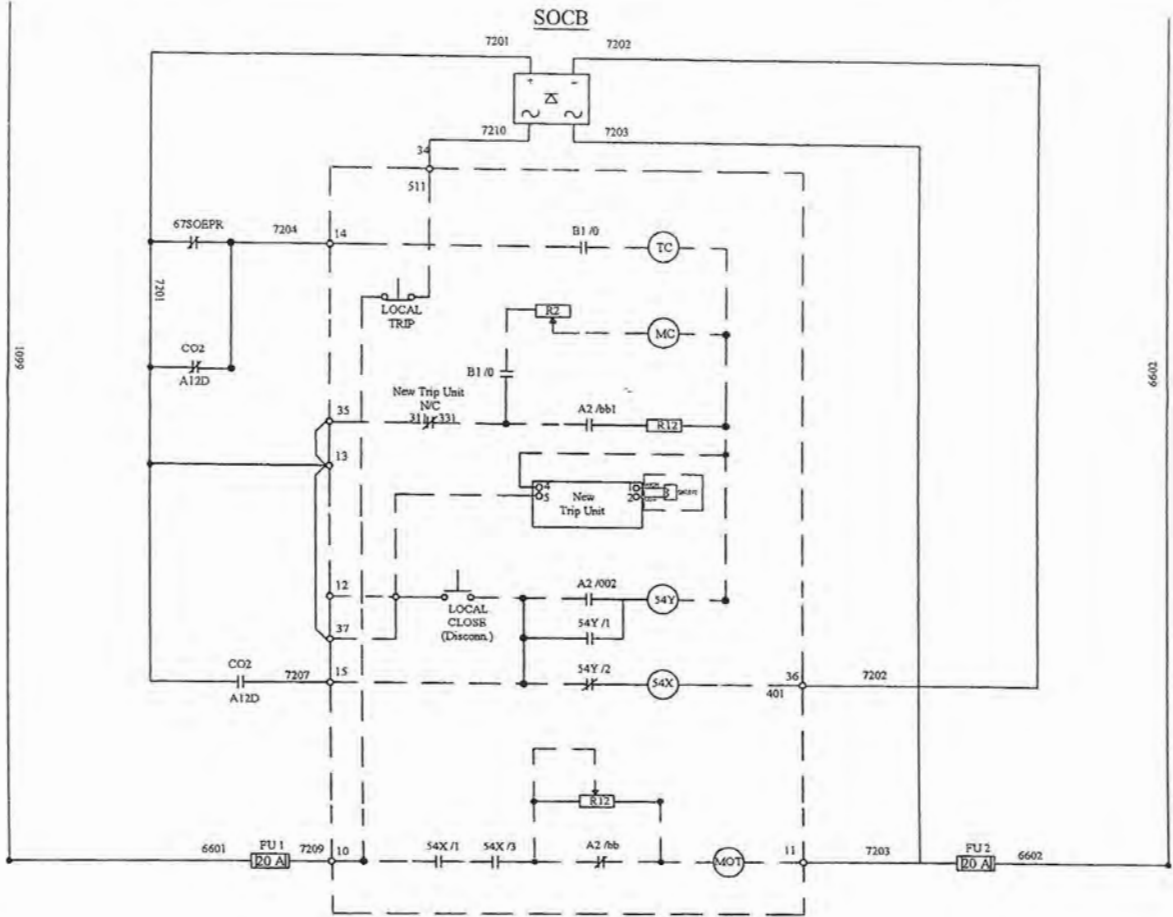 SOCB
7201
7202
+
-
7210
7203
34
511
67SOEPR
7204
14
B1 /0
TC
7201
LOCAL
TRIP
R2
MC
1099
CO2
A12D
B1 /0
6602
New Trip Unit
N/C
35
311 331
A2 /bb1
R12
13
4
5
New
Trip Unit
1
2
12
A2 /002
54Y
LOCAL
CLOSE
(Disconn.)
54Y /1
37
CO2
A12D
7207
15
54Y /2
54X
36
401
7202
R12
6601
FU 1
20 A
7209
10
54X /1
54X /3
A2 /bb
MOT
11
7203
FU 2
20 A
6602